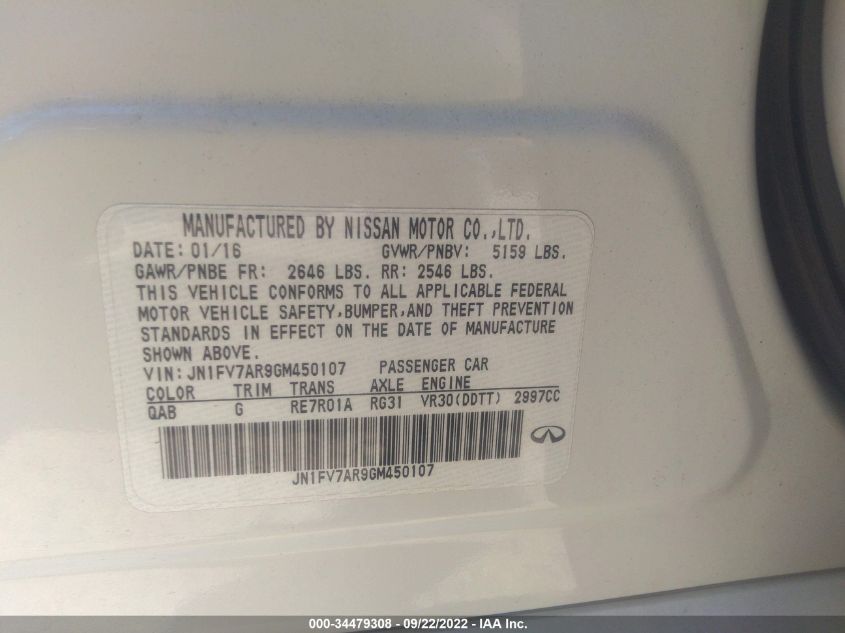 MANUFACTURED BY NISSAN MOTOR CO.,LTD.
DATE: 01/16 GVWR/PNBV: 5159 LBS.
GAWR/PNBE FR: 2646 LBS. RR: 2546 LBS.
THIS VEHICLE CONFORMS TO ALL APPLICABLE FEDERAL
MOTOR VEHICLE SAFETY,BUMPER,AND THEFT PREVENTION
STANDARDS IN EFFECT ON THE DATE OF MANUFACTURE
SHOWN ABOVE.
VIN: JN1FV7AR9GM450107 PASSENGER CAR
COLOR TRIM TRANS AXLE ENGINE
QAB G RE7R01A RG31 VR30(DDTT) 2997CC
JN1FV7AR9GM450107
000-34479308 - 09/22/2022 - IAA Inc.